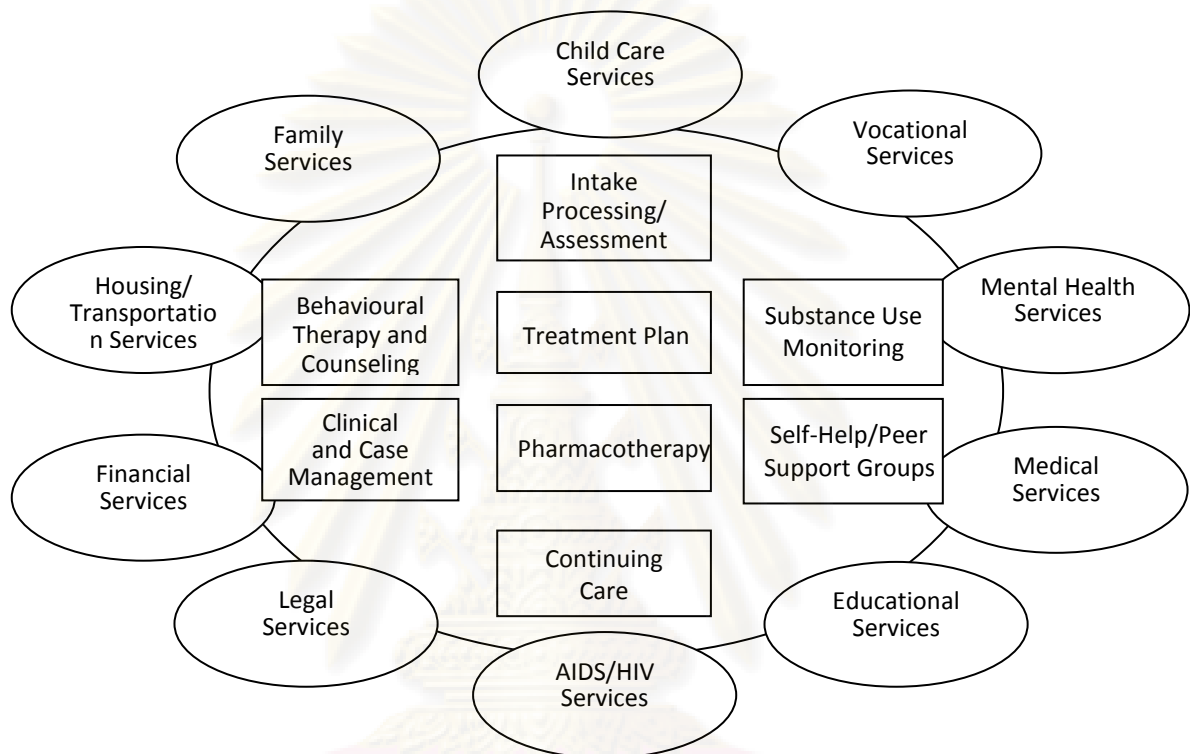 Child Care
Services
Family
Services
Vocational
Services
Intake
Processing/
Assessment
Housing/
Transportatio
n Services
Behavioural
Therapy and
Counseling
Treatment Plan
Substance Use
Monitoring
Mental Health
Services
Clinical
and Case
Management
Pharmacotherapy
Self-Help/Peer
Support Groups
Financial
Services
Medical
Services
Continuing
Care
Legal
Services
Educational
Services
AIDS/HIV
Services